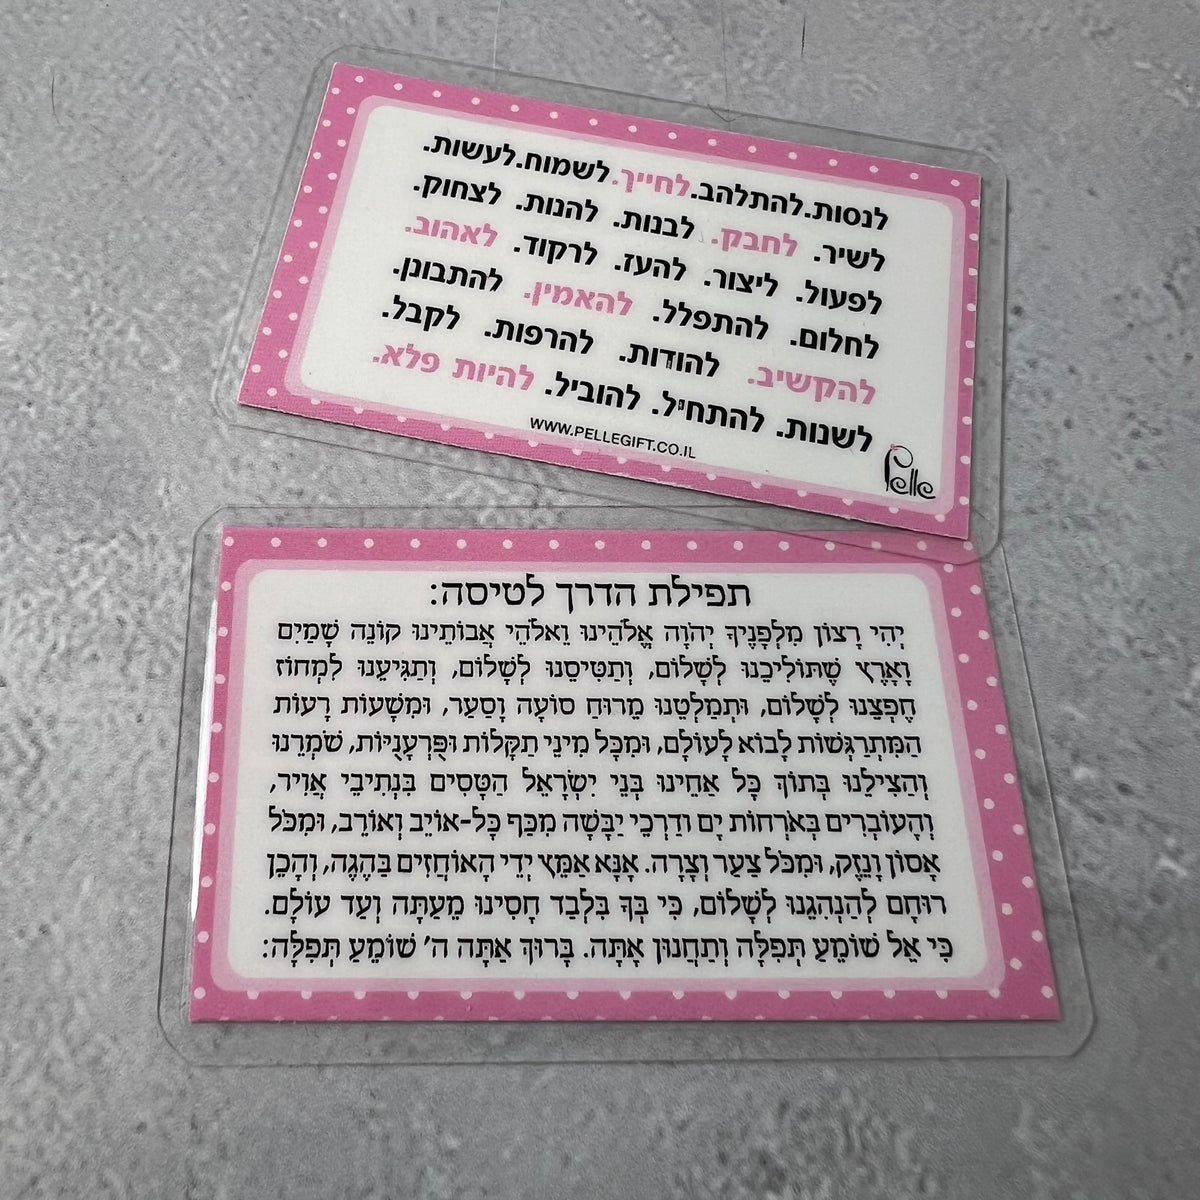 לנסות.להתלהב.לחייך.לשמוח.לעשות.
לשיר. לחבק. לבנות. להנות. לצחוק.
לפעול. ליצור. להעז. לרקוד. לאהוב.
לחלום. להתפלל. להאמין. להתבונן.
להקשיב. להודות. להרפות. לקבל.
לשנות. להתחיל. להוביל. להיות פלא.
WWW.PELLEGIFT.CO.IL
Pelle
תפילת הדרך לטיסה:
יְהִי רָצוֹן מִלְּפָנֶיךָ יְהֹוָה אֱלֹהֵינוּ וֵאלֹהֵי אֲבוֹתֵינוּ קוֹנֵה שָׁמַיִם
וָאָרֶץ שֶׁתּוֹלִיכֵנוּ לְשָׁלוֹם, וְתַטִּיסֵנוּ לְשָׁלוֹם, וְתַגִּיעֵנוּ לִמְחוֹז
חֶפְצֵנוּ לְשָׁלוֹם, וּתְמַלְּטֵנוּ מֵרוּחַ סוֹעָה וָסַעַר, וּמִשָּׁעוֹת רָעוֹת
הַמִּתְרַגְּשׁוֹת לָבוֹא לָעוֹלָם, וּמִכָּל מִינֵי תַקָּלוֹת וּפֻּרְעָנֻיּוֹת, שֹׁמְרֵנוּ
וְהַצִּילֵנוּ בְּתוֹךְ כָּל אַחֵינוּ בְּנֵי יִשְׂרָאֵל הַטָּסִים בִּנְתִיבֵי אֲוִיר,
וְהָעוֹבְרִים בְּאֹרְחוֹת יָם וּדַרְכֵי יַבָּשָׁה מִכַּף כָּל-אוֹיֵב וְאוֹרֵב, וּמִכֹּל
אָסוֹן וָנֵזֶק, וּמִכֹּל צַעַר וְצָרָה. אָנָּא אַמֵּץ יְדֵי הָאוֹחֲזִים בַּהֶגֶה, וְהָכֵן
רוּחָם לְהַנְהִגֵנוּ לְשָׁלוֹם, כִּי בְּךָ בִּלְבַד חָסִינוּ מֵעַתָּה וְעַד עוֹלָם.
כִּי אֵל שׁוֹמֵעַ תְּפִלָּה וְתַחֲנוּן אָתָּה. בָּרוּךְ אַתָּה ה' שׁוֹמֵעַ תְּפִלָּה: